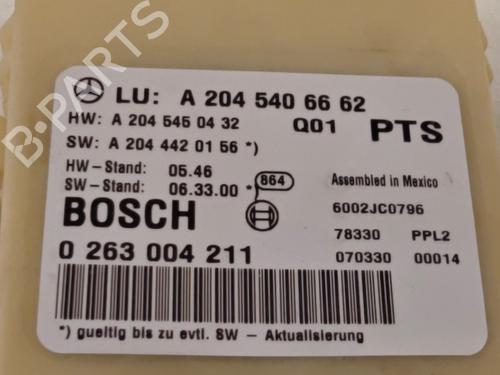 LU: A 204 540 66 62
HW: A 204 545 04 32 Q01 PTS
SW: A 204 442 01 56 *)
HW-Stand: 05.46 864 Assembled in Mexico
SW-Stand: 06.33.00 *)
BOSCH 6002JC0796
78330 PPL2
0 263 004 211 070330 00014
*) gueltig bis zu evtl. SW - Aktualisierung
B-PARTS